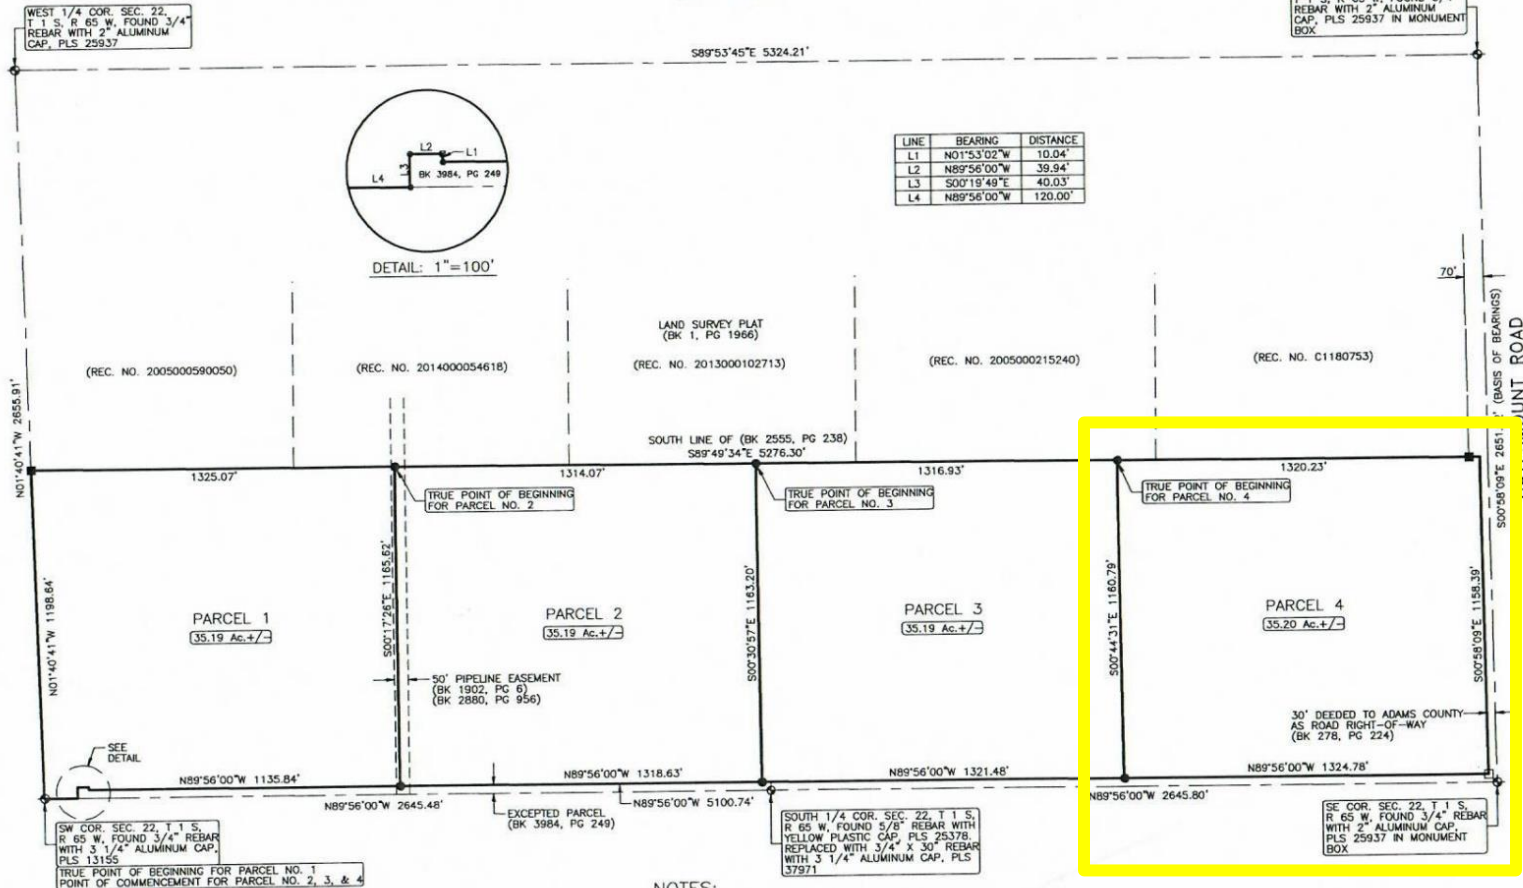 WEST 1/4 COR. SEC. 22,
T 1 S, R 65 W, FOUND 3/4"
REBAR WITH 2" ALUMINUM
CAP, PLS 25937
REBAR WITH 2" ALUMINUM
CAP, PLS 25937 IN MONUMENT
BOX
S89°53'45"E 5324.21'
LINE BEARING DISTANCE
L1 N01°53'02"W 10.04'
L2 N89°56'00"W 39.94'
L3 S00°19'49"E 40.03'
L4 N89°56'00"W 120.00'
L2
L1
L3
L4
BK 3984, PG 249
DETAIL: 1"=100'
70'
LAND SURVEY PLAT
(BK 1, PG 1966)
(REC. NO. 2005000590050)
(REC. NO. 2014000054618)
(REC. NO. 2013000102713)
(REC. NO. 2005000215240)
(REC. NO. C1180753)
N01°40'41"W 2655.91'
S00°58'09"E 2651. (BASIS OF BEARINGS)
ROAD
SOUTH LINE OF (BK 2555, PG 238)
S89°49'34"E 5276.30'
1325.07'
1314.07'
1316.93'
1320.23'
TRUE POINT OF BEGINNING
FOR PARCEL NO. 2
TRUE POINT OF BEGINNING
FOR PARCEL NO. 3
TRUE POINT OF BEGINNING
FOR PARCEL NO. 4
N01°40'41"W 1198.64'
S00°17'26"E 1165.62'
S00°30'57"E 1163.20'
S00°44'31"E 1160.79'
S00°58'09"E 1158.39'
PARCEL 1
35.19 Ac.+/-
PARCEL 2
35.19 Ac.+/-
PARCEL 3
35.19 Ac.+/-
PARCEL 4
35.20 Ac.+/-
50' PIPELINE EASEMENT
(BK 1902, PG 6)
(BK 2880, PG 956)
30' DEEDED TO ADAMS COUNTY
AS ROAD RIGHT-OF-WAY
(BK 278, PG 224)
SEE
DETAIL
N89°56'00"W 1135.84'
N89°56'00"W 1318.63'
N89°56'00"W 1321.48'
N89°56'00"W 1324.78'
N89°56'00"W 2645.48'
N89°56'00"W 5100.74'
N89°56'00"W 2645.80'
EXCEPTED PARCEL
(BK 3984, PG 249)
SW COR. SEC. 22, T 1 S,
R 65 W, FOUND 3/4" REBAR
WITH 3 1/4" ALUMINUM CAP,
PLS 13155
TRUE POINT OF BEGINNING FOR PARCEL NO. 1
POINT OF COMMENCEMENT FOR PARCEL NO. 2, 3, & 4
SOUTH 1/4 COR. SEC. 22, T 1 S,
R 65 W, FOUND 5/8" REBAR WITH
YELLOW PLASTIC CAP, PLS 25378.
REPLACED WITH 3/4" X 30" REBAR
WITH 3 1/4" ALUMINUM CAP, PLS
37971
SE COR. SEC. 22, T 1 S,
R 65 W, FOUND 3/4" REBAR
WITH 2" ALUMINUM CAP,
PLS 25937 IN MONUMENT
BOX
NOTES: